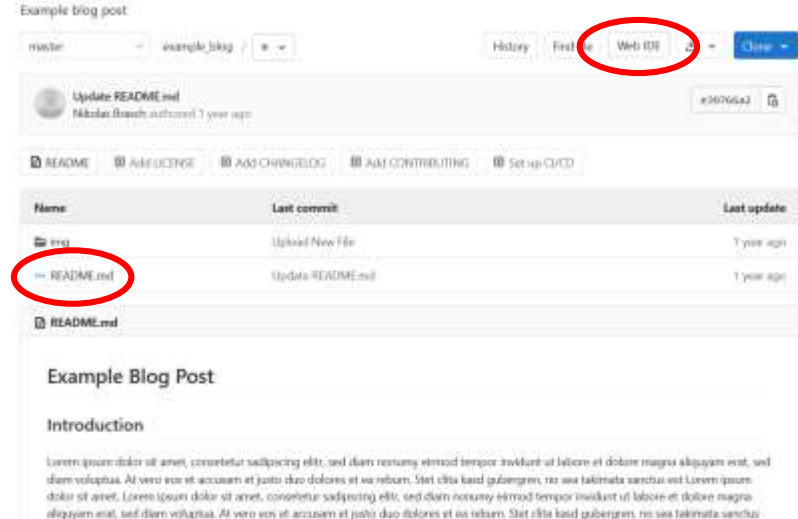 Example blog post
master example_blog / + History Find file Web IDE Clone
Update README.md
Nikolas Brasch authored 1 year ago
e39766a2
README Add LICENSE Add CHANGELOG Add CONTRIBUTING Set up CI/CD
Name Last commit Last update
img Upload New File 1 year ago
README.md Update README.md 1 year ago
README.md
Example Blog Post
Introduction
Lorem ipsum dolor sit amet, consetetur sadipscing elitr, sed diam nonumy eirmod tempor invidunt ut labore et dolore magna aliquyam erat, sed
diam voluptua. At vero eos et accusam et justo duo dolores et ea rebum. Stet clita kasd gubergren, no sea takimata sanctus est Lorem ipsum
dolor sit amet. Lorem ipsum dolor sit amet, consetetur sadipscing elitr, sed diam nonumy eirmod tempor invidunt ut labore et dolore magna
aliquyam erat, sed diam voluptua. At vero eos et accusam et justo duo dolores et ea rebum. Stet clita kasd gubergren, no sea takimata sanctus